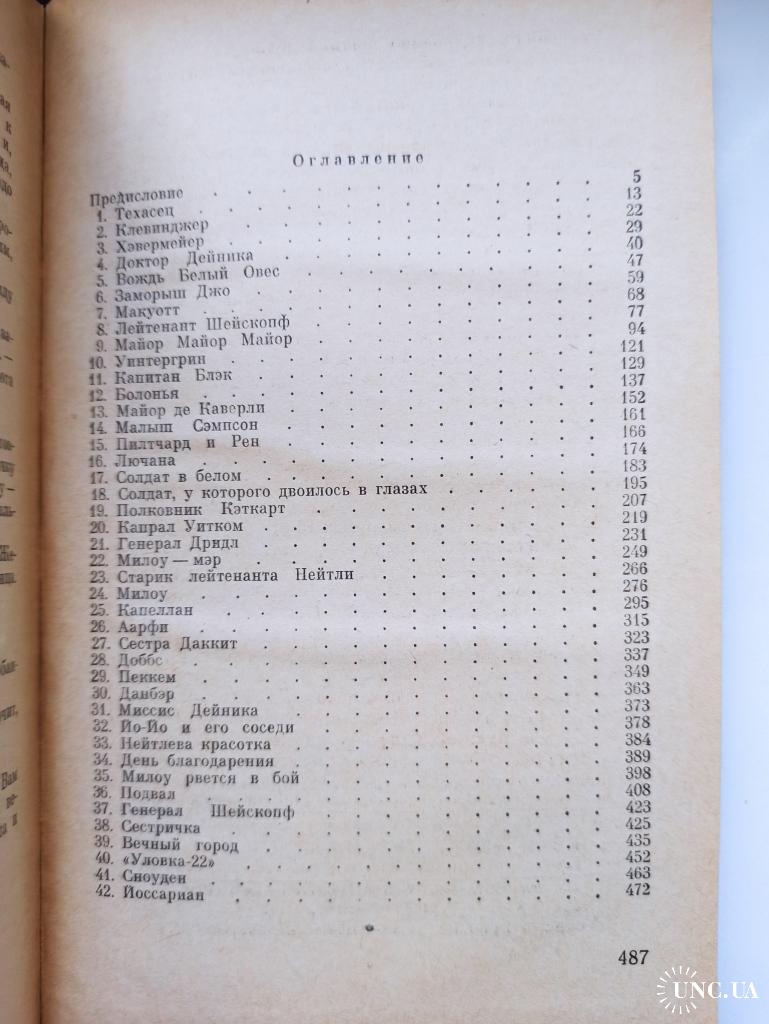 ая
к
и,
Вам
Оглавление
Предисловие . . . . . . . . . . . . . . 5
1. Техасец . . . . . . . . . . . . . . 13
2. Клевинджер . . . . . . . . . . . . . 22
3. Хэвермейер . . . . . . . . . . . . . 29
4. Доктор Дейника . . . . . . . . . . . . 40
5. Вождь Белый Овес . . . . . . . . . . . 47
6. Заморыш Джо . . . . . . . . . . . . . 59
7. Макуотт . . . . . . . . . . . . . . 68
8. Лейтенант Шейскопф . . . . . . . . . . 77
9. Майор Майор Майор . . . . . . . . . . 94
10. Уинтергрин . . . . . . . . . . . . . 121
11. Капитан Блэк . . . . . . . . . . . . 129
12. Болонья . . . . . . . . . . . . . . 137
13. Майор де Каверли . . . . . . . . . . . 152
14. Малыш Сэмпсон . . . . . . . . . . . . 161
15. Пилтчард и Рен . . . . . . . . . . . . 166
16. Лючана . . . . . . . . . . . . . . 174
17. Солдат в белом . . . . . . . . . . . . 183
18. Солдат, у которого двоилось в глазах . . . . . . 195
19. Полковник Кэткарт . . . . . . . . . . . 207
20. Капрал Уитком . . . . . . . . . . . . 219
21. Генерал Дридл . . . . . . . . . . . . 231
22. Милоу — мэр . . . . . . . . . . . . . 249
23. Старик лейтенанта Нейтли . . . . . . . . . 266
24. Милоу . . . . . . . . . . . . . . 276
25. Капеллан . . . . . . . . . . . . . . 295
26. Аарфи . . . . . . . . . . . . . . 315
27. Сестра Даккит . . . . . . . . . . . . 323
28. Доббс . . . . . . . . . . . . . . 337
29. Пеккем . . . . . . . . . . . . . . 349
30. Данбэр . . . . . . . . . . . . . . 363
31. Миссис Дейника . . . . . . . . . . . . 373
32. Йо-Йо и его соседи . . . . . . . . . . . 378
33. Нейтлева красотка . . . . . . . . . . . 384
34. День благодарения . . . . . . . . . . . 389
35. Милоу рвется в бой . . . . . . . . . . . 398
36. Подвал . . . . . . . . . . . . . . 408
37. Генерал Шейскопф . . . . . . . . . . . 423
38. Сестричка . . . . . . . . . . . . . 425
39. Вечный город . . . . . . . . . . . . 435
40. «Уловка-22» . . . . . . . . . . . . . 452
41. Сноуден . . . . . . . . . . . . . . 463
42. Йоссариан . . . . . . . . . . . . . 472
487
UNC.UA